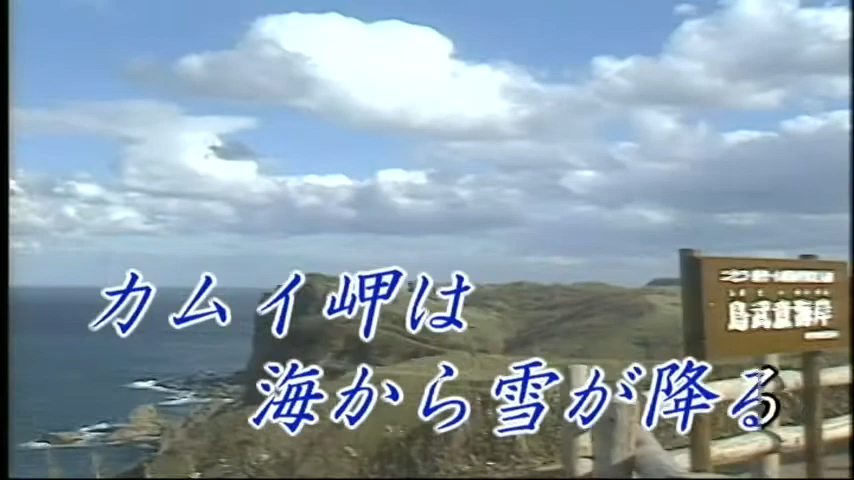 カムイ岬は
海から雪が降る
島武意海岸